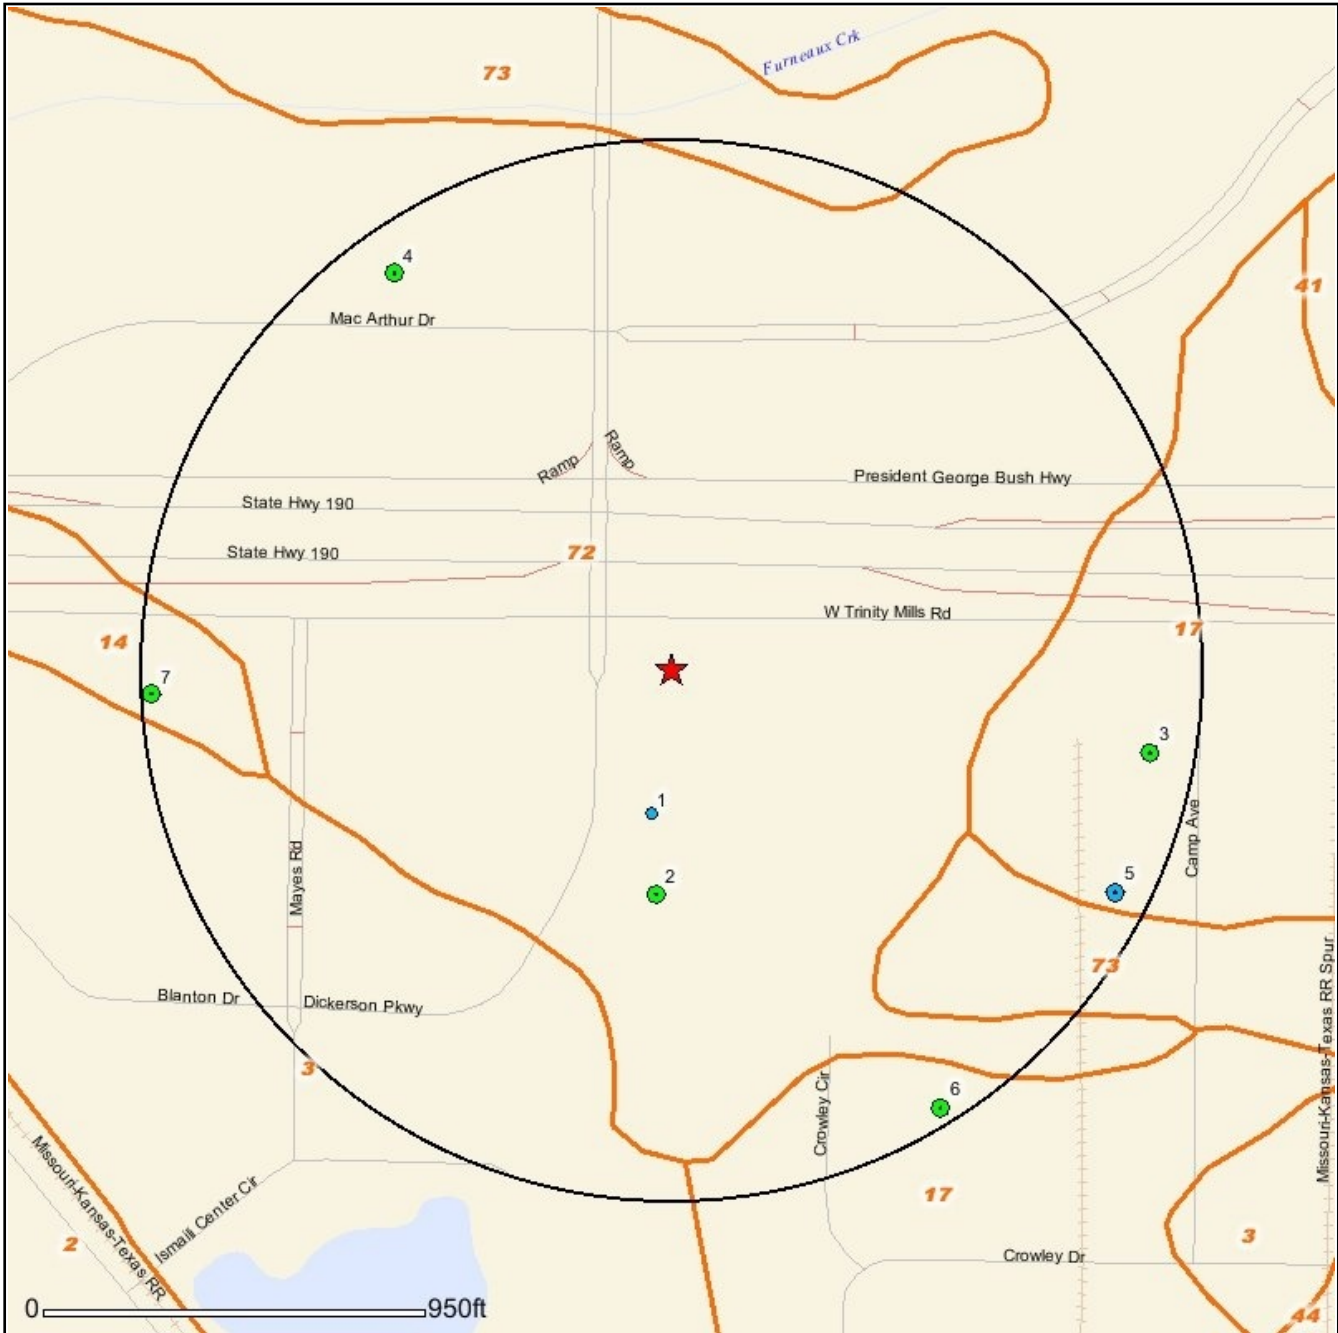 Furneaux Crk
73
4
41
Mac Arthur Dr
Ramp
Ramp
President George Bush Hwy
State Hwy 190
State Hwy 190
72
W Trinity Mills Rd
17
14
7
3
1
Camp Ave
Mayes Rd
2
5
73
Missouri-Kansas-Texas RR Spur
Blanton Dr
Dickerson Pkwy
3
6
Crowley Cir
Missouri-Kansas-Texas RR
Ismaili Center Cir
17
2
3
Crowley Dr
0
950ft
44